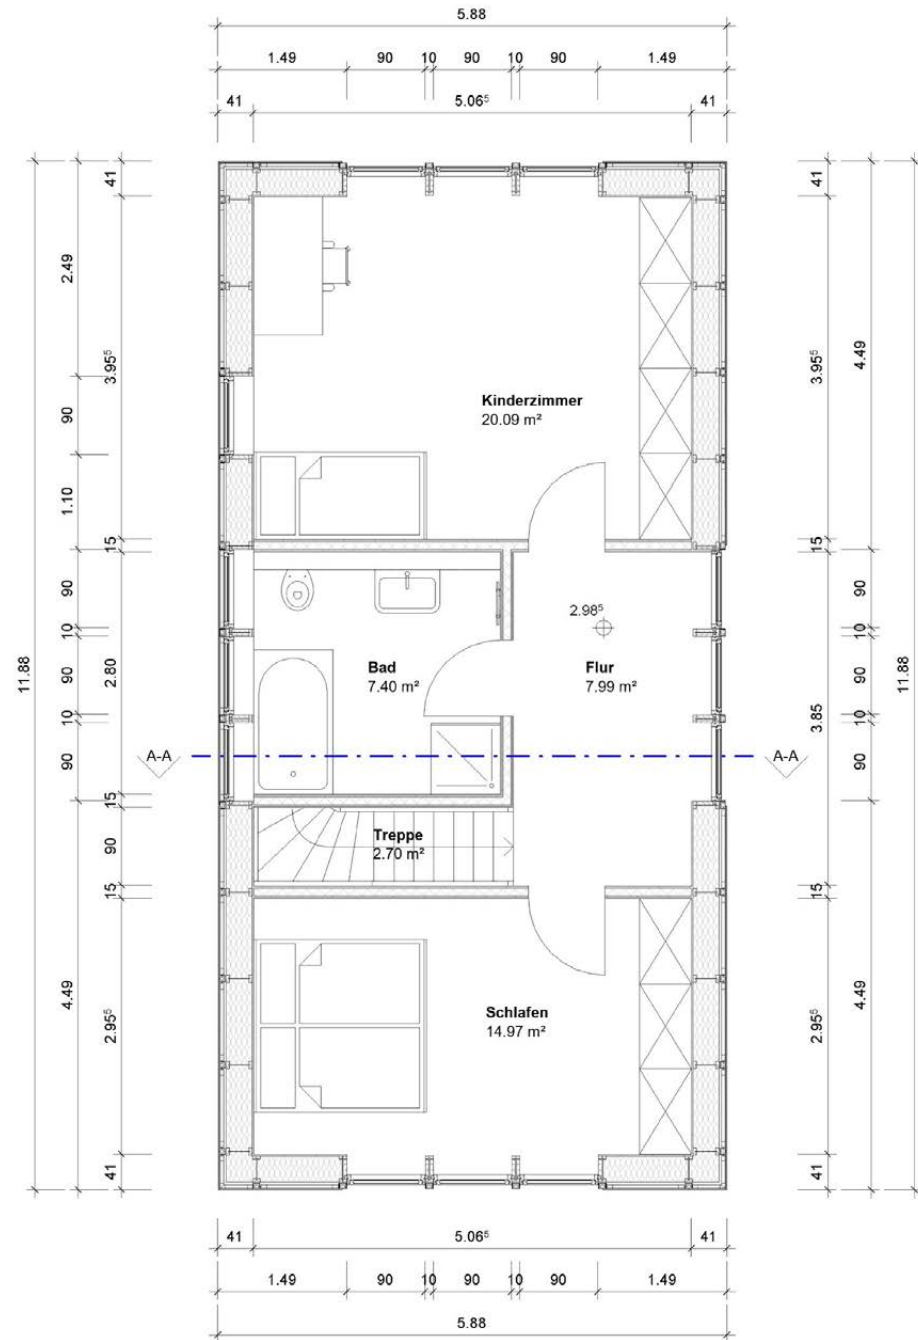 5.88
1.49 90 10 90 10 90 1.49
41 5.06⁵ 41
41
2.49
3.95⁵
90
1.10
15
90
10
2.80
90
10
90
15
90
15
11.88
4.49
2.95⁵
41
Kinderzimmer
20.09 m²
2.98⁵
Bad
7.40 m²
Flur
7.99 m²
A-A
A-A
Treppe
2.70 m²
Schlafen
14.97 m²
41
3.95⁵
4.49
15
90
10
90
10
3.85
90
15
11.88
2.95⁵
4.49
41
41 5.06⁵ 41
1.49 90 10 90 10 90 1.49
5.88